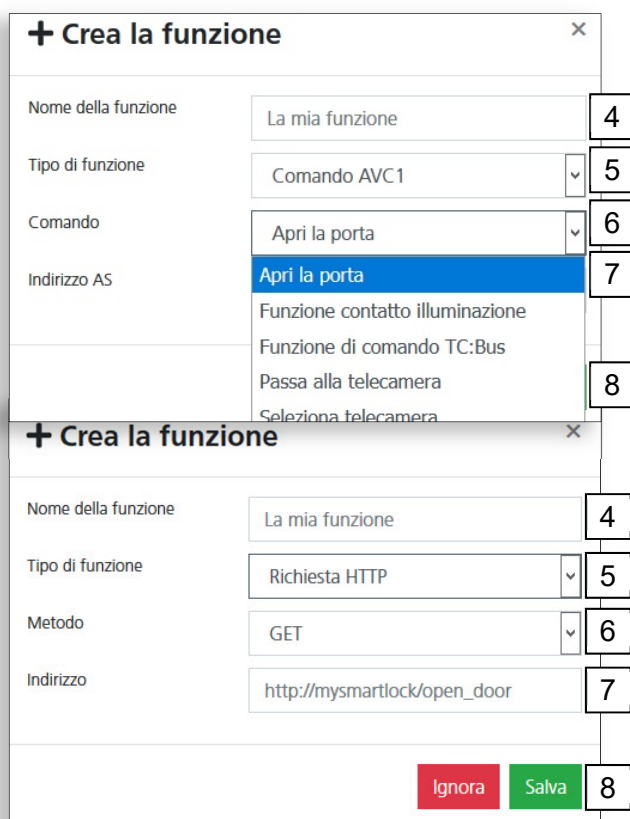 + Crea la funzione ×
Nome della funzione La mia funzione 4
Tipo di funzione Comando AVC1 5
Comando Apri la porta 6
Indirizzo AS Apri la porta 7
Funzione contatto illuminazione
Funzione di comando TC:Bus
Passa alla telecamera 8
Seleziona telecamera
+ Crea la funzione ×
Nome della funzione La mia funzione 4
Tipo di funzione Richiesta HTTP 5
Metodo GET 6
Indirizzo http://mysmartlock/open_door 7
Ignora Salva 8